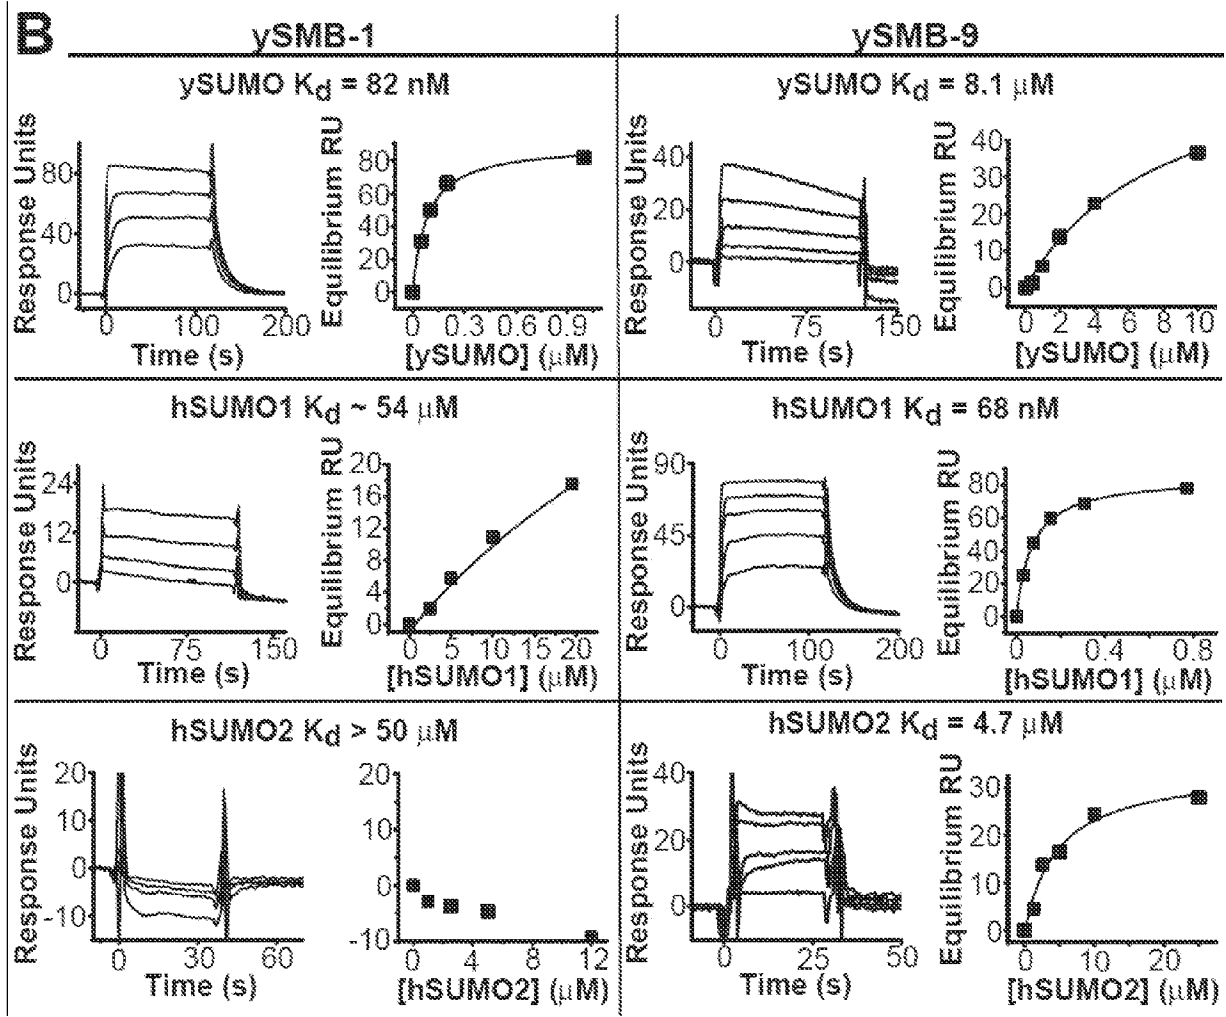 B
ySMB-1
ySMB-9
ySUMO Kd = 82 nM
Response Units
80
40
0
0 100 200
Time (s)
Equilibrium RU
80
60
40
20
0
0 0.3 0.6 0.9
[ySUMO] (μM)
ySUMO Kd = 8.1 μM
Response Units
40
20
0
0 75 150
Time (s)
Equilibrium RU
40
30
20
10
0
0 2 4 6 8 10
[ySUMO] (μM)
hSUMO1 Kd ~ 54 μM
Response Units
24
12
0
0 75 150
Time (s)
Equilibrium RU
20
16
12
8
4
0
0 5 10 15 20
[hSUMO1] (μM)
hSUMO1 Kd = 68 nM
Response Units
90
45
0
0 100 200
Time (s)
Equilibrium RU
80
60
40
20
0
0 0.4 0.8
[hSUMO1] (μM)
hSUMO2 Kd > 50 μM
Response Units
20
10
0
-10
0 30 60
Time (s)
20
10
0
-10
0 4 8 12
[hSUMO2] (μM)
hSUMO2 Kd = 4.7 μM
Response Units
40
20
0
0 25 50
Time (s)
Equilibrium RU
30
20
10
0
0 10 20
[hSUMO2] (μM)